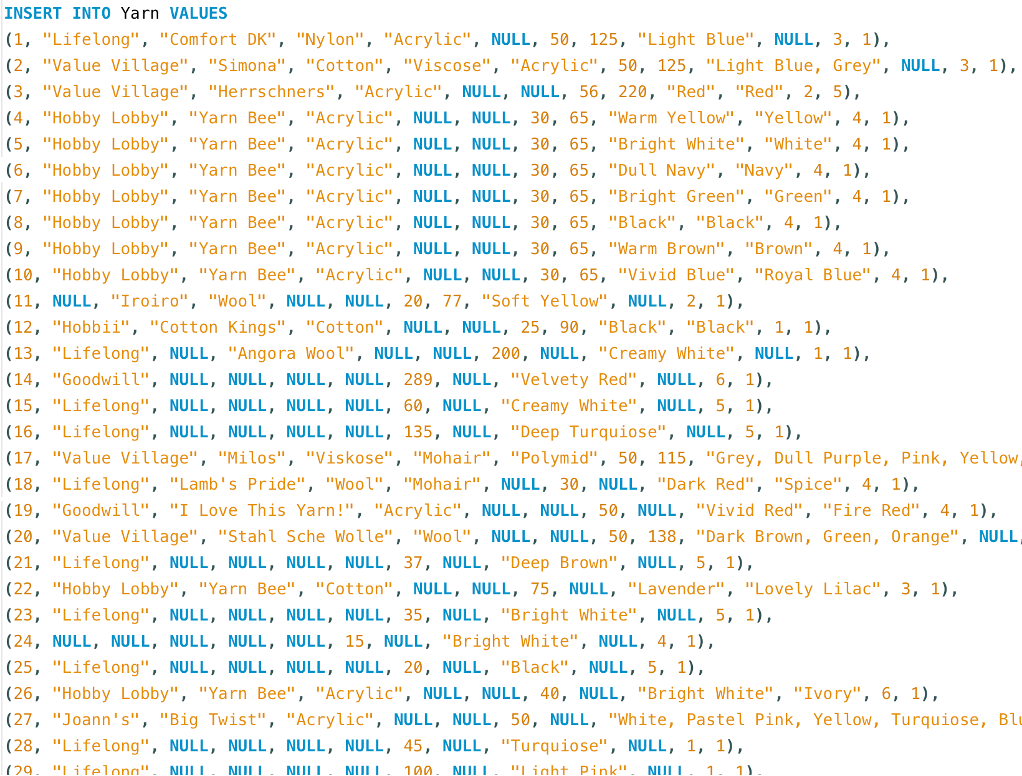 INSERT INTO Yarn VALUES
(1, "Lifelong", "Comfort DK", "Nylon", "Acrylic", NULL, 50, 125, "Light Blue", NULL, 3, 1),
(2, "Value Village", "Simona", "Cotton", "Viscose", "Acrylic", 50, 125, "Light Blue, Grey", NULL, 3, 1),
(3, "Value Village", "Herrschners", "Acrylic", NULL, NULL, 56, 220, "Red", "Red", 2, 5),
(4, "Hobby Lobby", "Yarn Bee", "Acrylic", NULL, NULL, 30, 65, "Warm Yellow", "Yellow", 4, 1),
(5, "Hobby Lobby", "Yarn Bee", "Acrylic", NULL, NULL, 30, 65, "Bright White", "White", 4, 1),
(6, "Hobby Lobby", "Yarn Bee", "Acrylic", NULL, NULL, 30, 65, "Dull Navy", "Navy", 4, 1),
(7, "Hobby Lobby", "Yarn Bee", "Acrylic", NULL, NULL, 30, 65, "Bright Green", "Green", 4, 1),
(8, "Hobby Lobby", "Yarn Bee", "Acrylic", NULL, NULL, 30, 65, "Black", "Black", 4, 1),
(9, "Hobby Lobby", "Yarn Bee", "Acrylic", NULL, NULL, 30, 65, "Warm Brown", "Brown", 4, 1),
(10, "Hobby Lobby", "Yarn Bee", "Acrylic", NULL, NULL, 30, 65, "Vivid Blue", "Royal Blue", 4, 1),
(11, NULL, "Iroiro", "Wool", NULL, NULL, 20, 77, "Soft Yellow", NULL, 2, 1),
(12, "Hobbii", "Cotton Kings", "Cotton", NULL, NULL, 25, 90, "Black", "Black", 1, 1),
(13, "Lifelong", NULL, "Angora Wool", NULL, NULL, 200, NULL, "Creamy White", NULL, 1, 1),
(14, "Goodwill", NULL, NULL, NULL, NULL, 289, NULL, "Velvety Red", NULL, 6, 1),
(15, "Lifelong", NULL, NULL, NULL, NULL, 60, NULL, "Creamy White", NULL, 5, 1),
(16, "Lifelong", NULL, NULL, NULL, NULL, 135, NULL, "Deep Turquiose", NULL, 5, 1),
(17, "Value Village", "Milos", "Viskose", "Mohair", "Polymid", 50, 115, "Grey, Dull Purple, Pink, Yellow,
(18, "Lifelong", "Lamb's Pride", "Wool", "Mohair", NULL, 30, NULL, "Dark Red", "Spice", 4, 1),
(19, "Goodwill", "I Love This Yarn!", "Acrylic", NULL, NULL, 50, NULL, "Vivid Red", "Fire Red", 4, 1),
(20, "Value Village", "Stahl Sche Wolle", "Wool", NULL, NULL, 50, 138, "Dark Brown, Green, Orange", NULL,
(21, "Lifelong", NULL, NULL, NULL, NULL, 37, NULL, "Deep Brown", NULL, 5, 1),
(22, "Hobby Lobby", "Yarn Bee", "Cotton", NULL, NULL, 75, NULL, "Lavender", "Lovely Lilac", 3, 1),
(23, "Lifelong", NULL, NULL, NULL, NULL, 35, NULL, "Bright White", NULL, 5, 1),
(24, NULL, NULL, NULL, NULL, NULL, 15, NULL, "Bright White", NULL, 4, 1),
(25, "Lifelong", NULL, NULL, NULL, NULL, 20, NULL, "Black", NULL, 5, 1),
(26, "Hobby Lobby", "Yarn Bee", "Acrylic", NULL, NULL, 40, NULL, "Bright White", "Ivory", 6, 1),
(27, "Joann's", "Big Twist", "Acrylic", NULL, NULL, 50, NULL, "White, Pastel Pink, Yellow, Turquiose, Blu
(28, "Lifelong", NULL, NULL, NULL, NULL, 45, NULL, "Turquiose", NULL, 1, 1),
(29, "Lifelong", NULL, NULL, NULL, NULL, 100, NULL, "Light Pink", NULL, 1, 1),